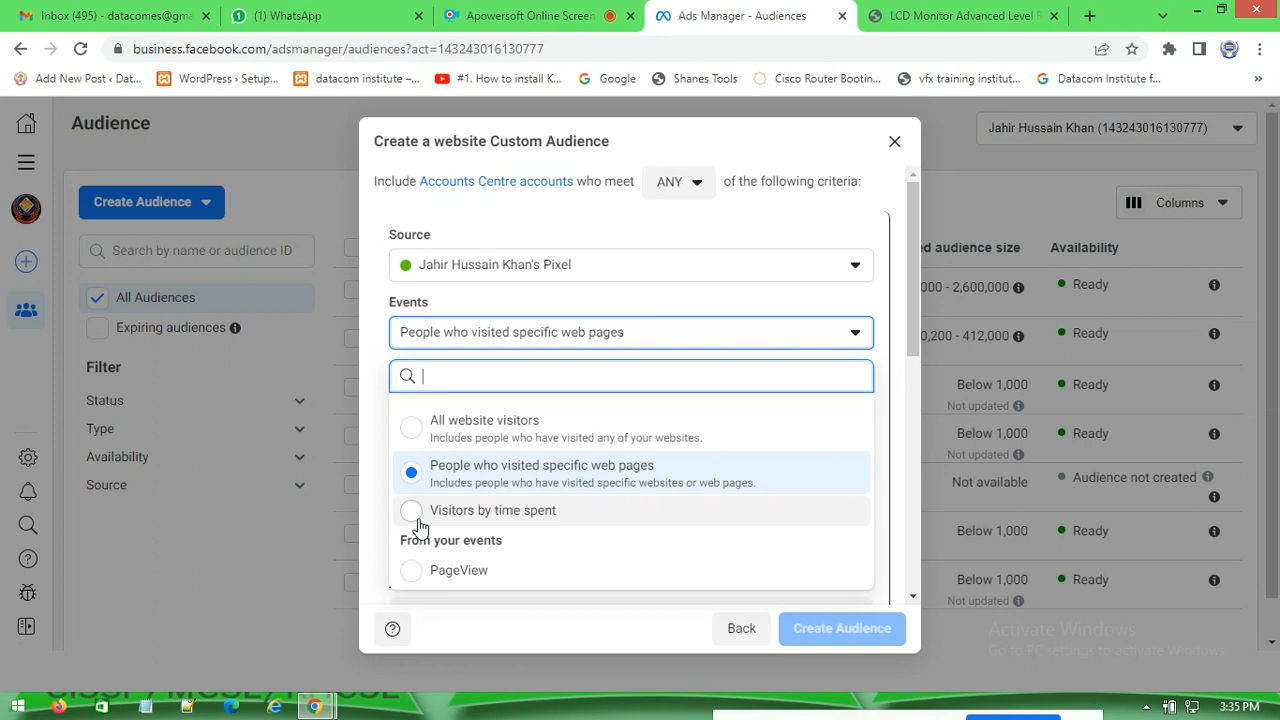 Inbox (495) - datacomes@gma
(1) WhatsApp
Apowersoft Online Screen
Ads Manager - Audiences
LCD Monitor Advanced Level R
business.facebook.com/adsmanager/audiences?act=143243016130777
Add New Post ‹ Dat...
WordPress › Setup...
datacom institute –...
#1. How to install K...
Google
Shanes Tools
Cisco Router Bootin...
vfx training institut...
Datacom Institute f...
»
Audience
Jahir Hussain Khan (143243016130777)
Create Audience
Columns
Search by name or audience ID
All Audiences
Expiring audiences
Filter
Status
Type
Availability
Source
Create a website Custom Audience
Include Accounts Centre accounts who meet ANY of the following criteria:
Source
Jahir Hussain Khan's Pixel
Events
People who visited specific web pages
All website visitors
Includes people who have visited any of your websites.
People who visited specific web pages
Includes people who have visited specific websites or web pages.
Visitors by time spent
From your events
PageView
Back
Create Audience
d audience size
Availability
000 - 2,600,000
Ready
0,200 - 412,000
Ready
Below 1,000
Not updated
Ready
Below 1,000
Not updated
Ready
Not available
Audience not created
Below 1,000
Ready
Below 1,000
Not updated
Ready
Activate Windows
Go to PC settings to activate Windows.
3:35 PM